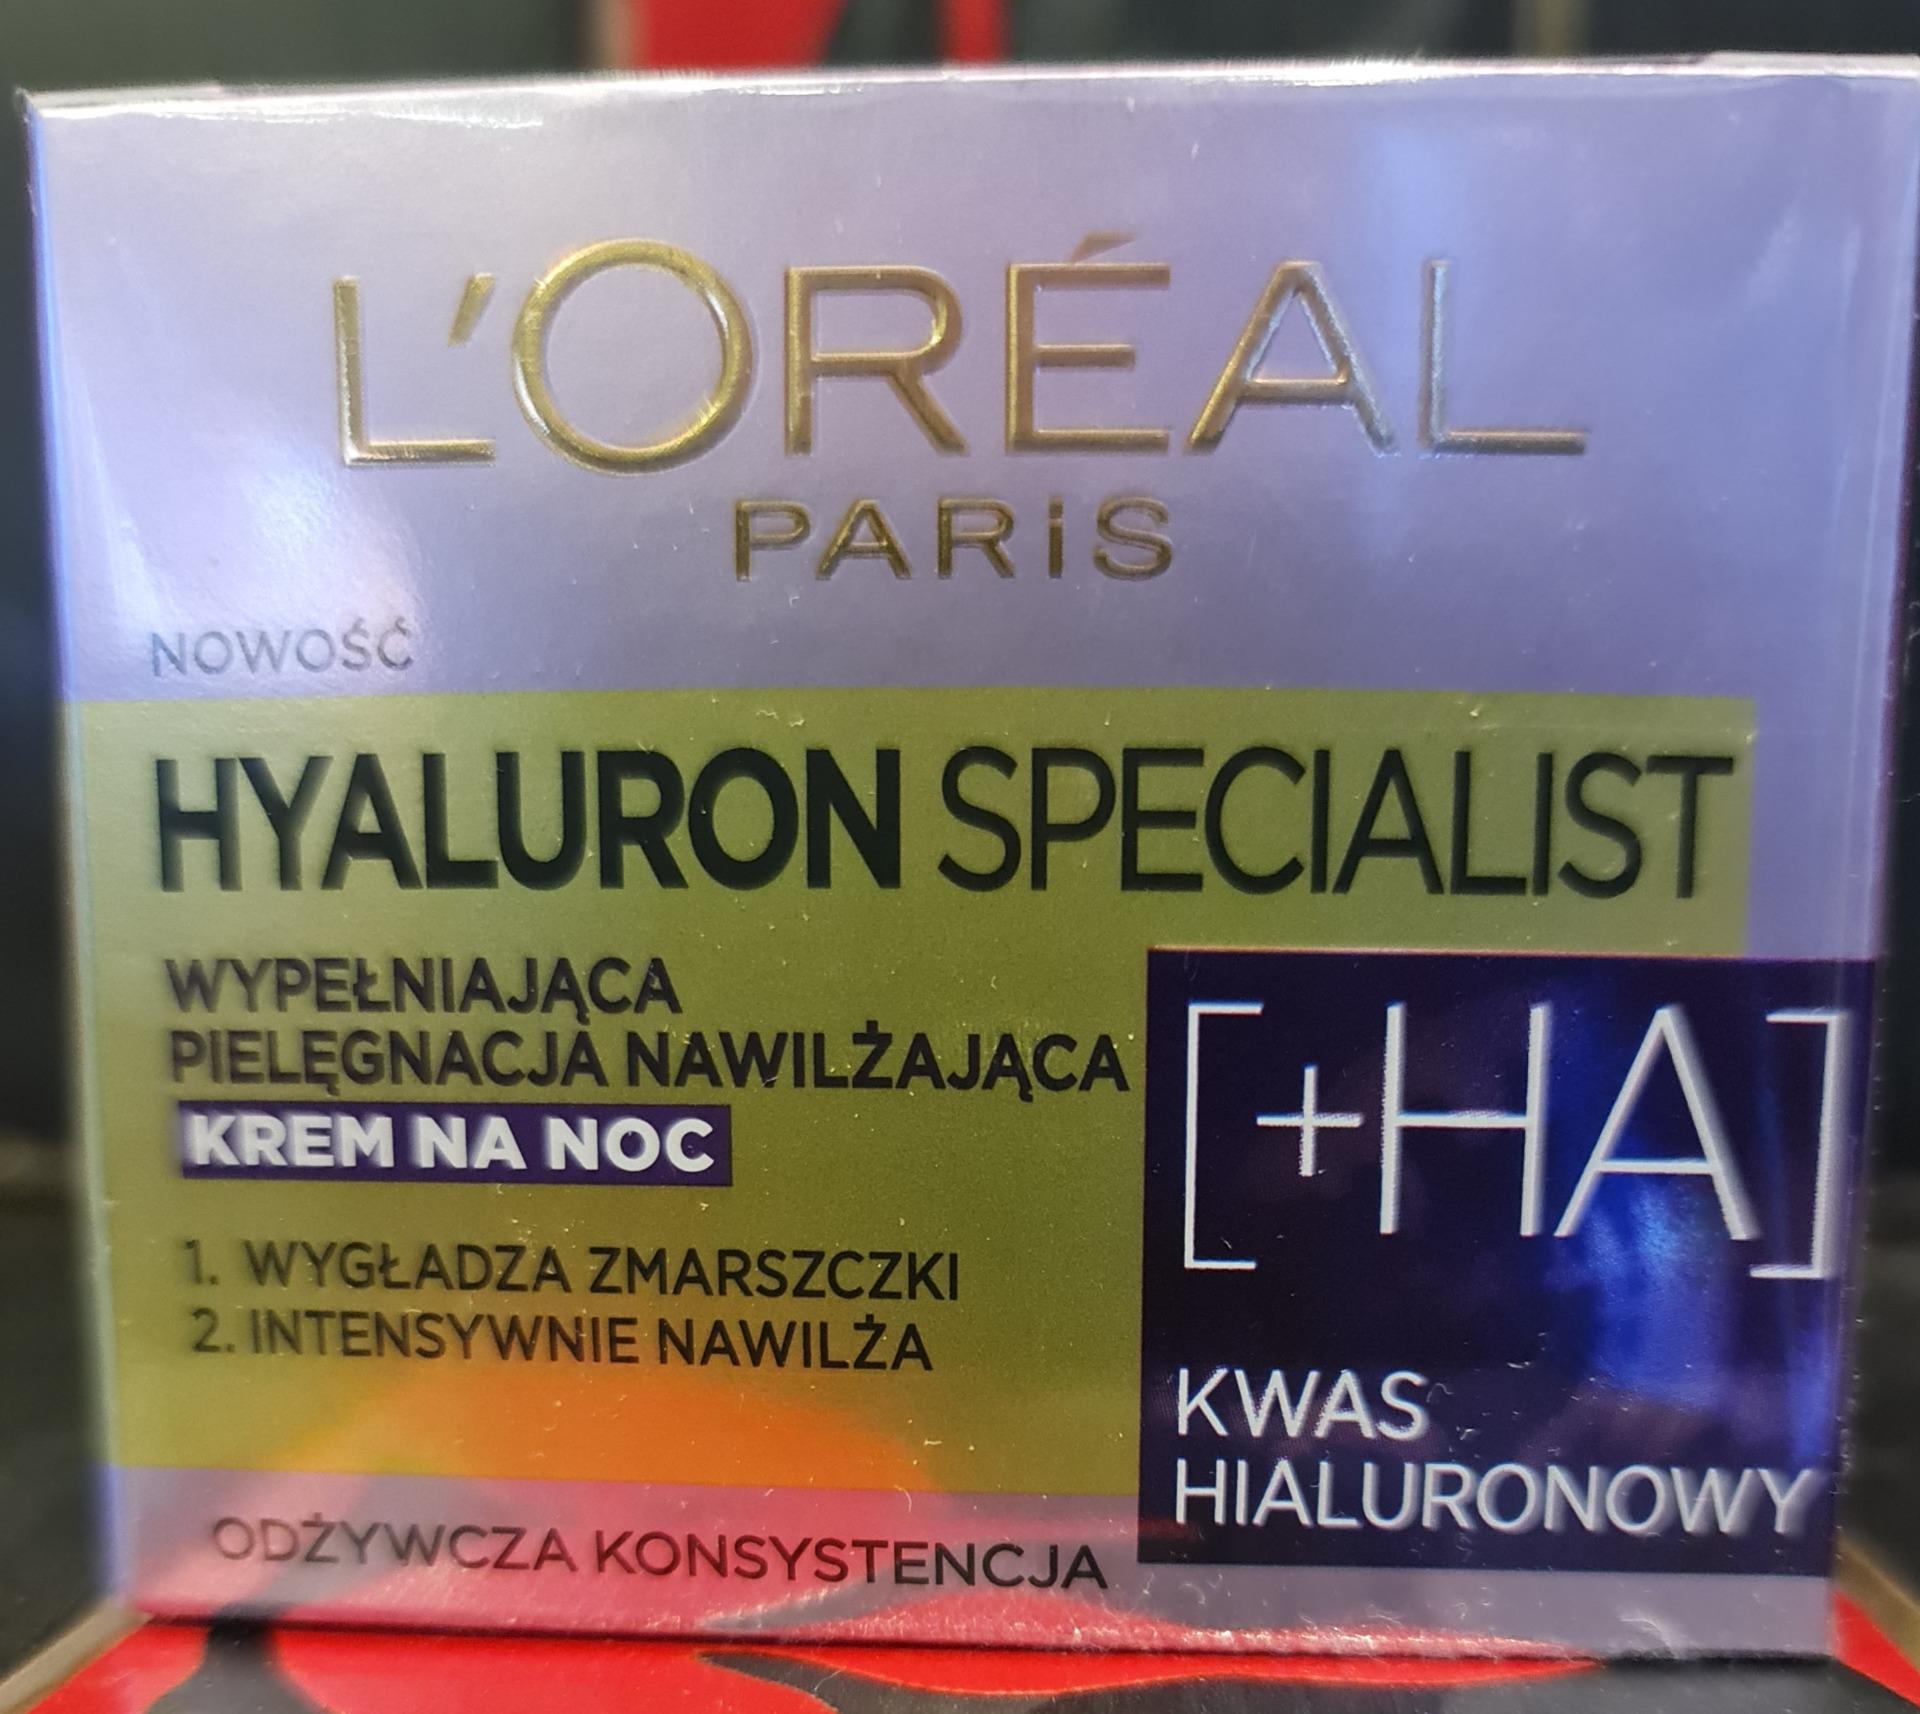 L'ORÉAL
PARiS
NOWOŚĆ
HYALURON SPECIALIST
WYPEŁNIAJĄCA
PIELĘGNACJA NAWILŻAJĄCA
KREM NA NOC
1. WYGŁADZA ZMARSZCZKI
2. INTENSYWNIE NAWILŻA
[+HA]
KWAS
HIALURONOWY
ODŻYWCZA KONSYSTENCJA